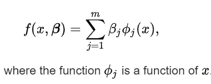 f(x, β) = ∑_{j=1}^{m} β_j ϕ_j(x),
where the function ϕ_j is a function of x